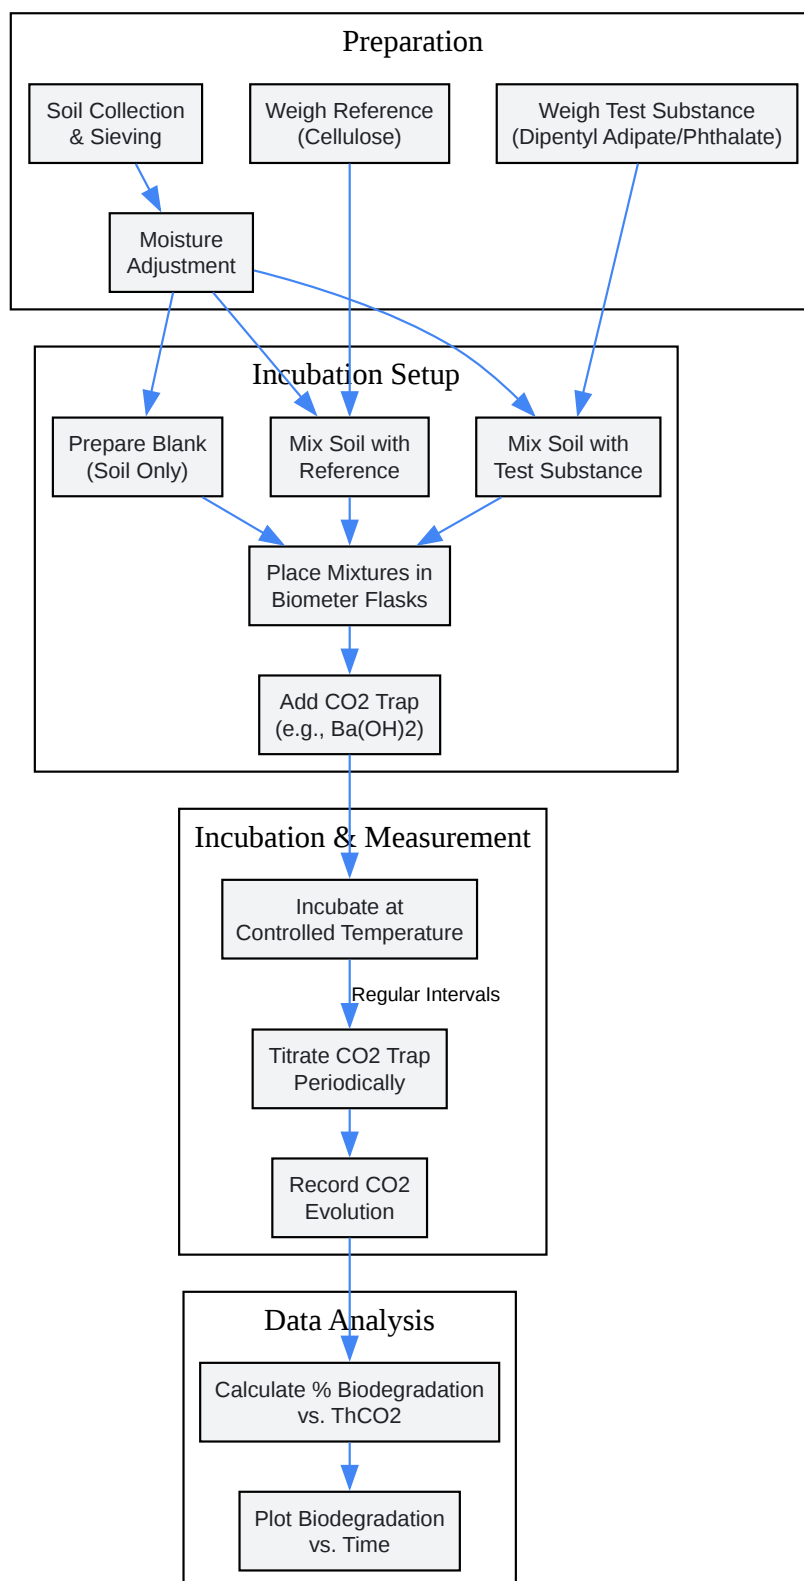 Preparation
Soil Collection
& Sieving
Weigh Reference
(Cellulose)
Weigh Test Substance
(Dipentyl Adipate/Phthalate)
Moisture
Adjustment
Incubation Setup
Prepare Blank
(Soil Only)
Mix Soil with
Reference
Mix Soil with
Test Substance
Place Mixtures in
Biometer Flasks
Add CO2 Trap
(e.g., Ba(OH)2)
Incubation & Measurement
Incubate at
Controlled Temperature
Regular Intervals
Titrate CO2 Trap
Periodically
Record CO2
Evolution
Data Analysis
Calculate % Biodegradation
vs. ThCO2
Plot Biodegradation
vs. Time